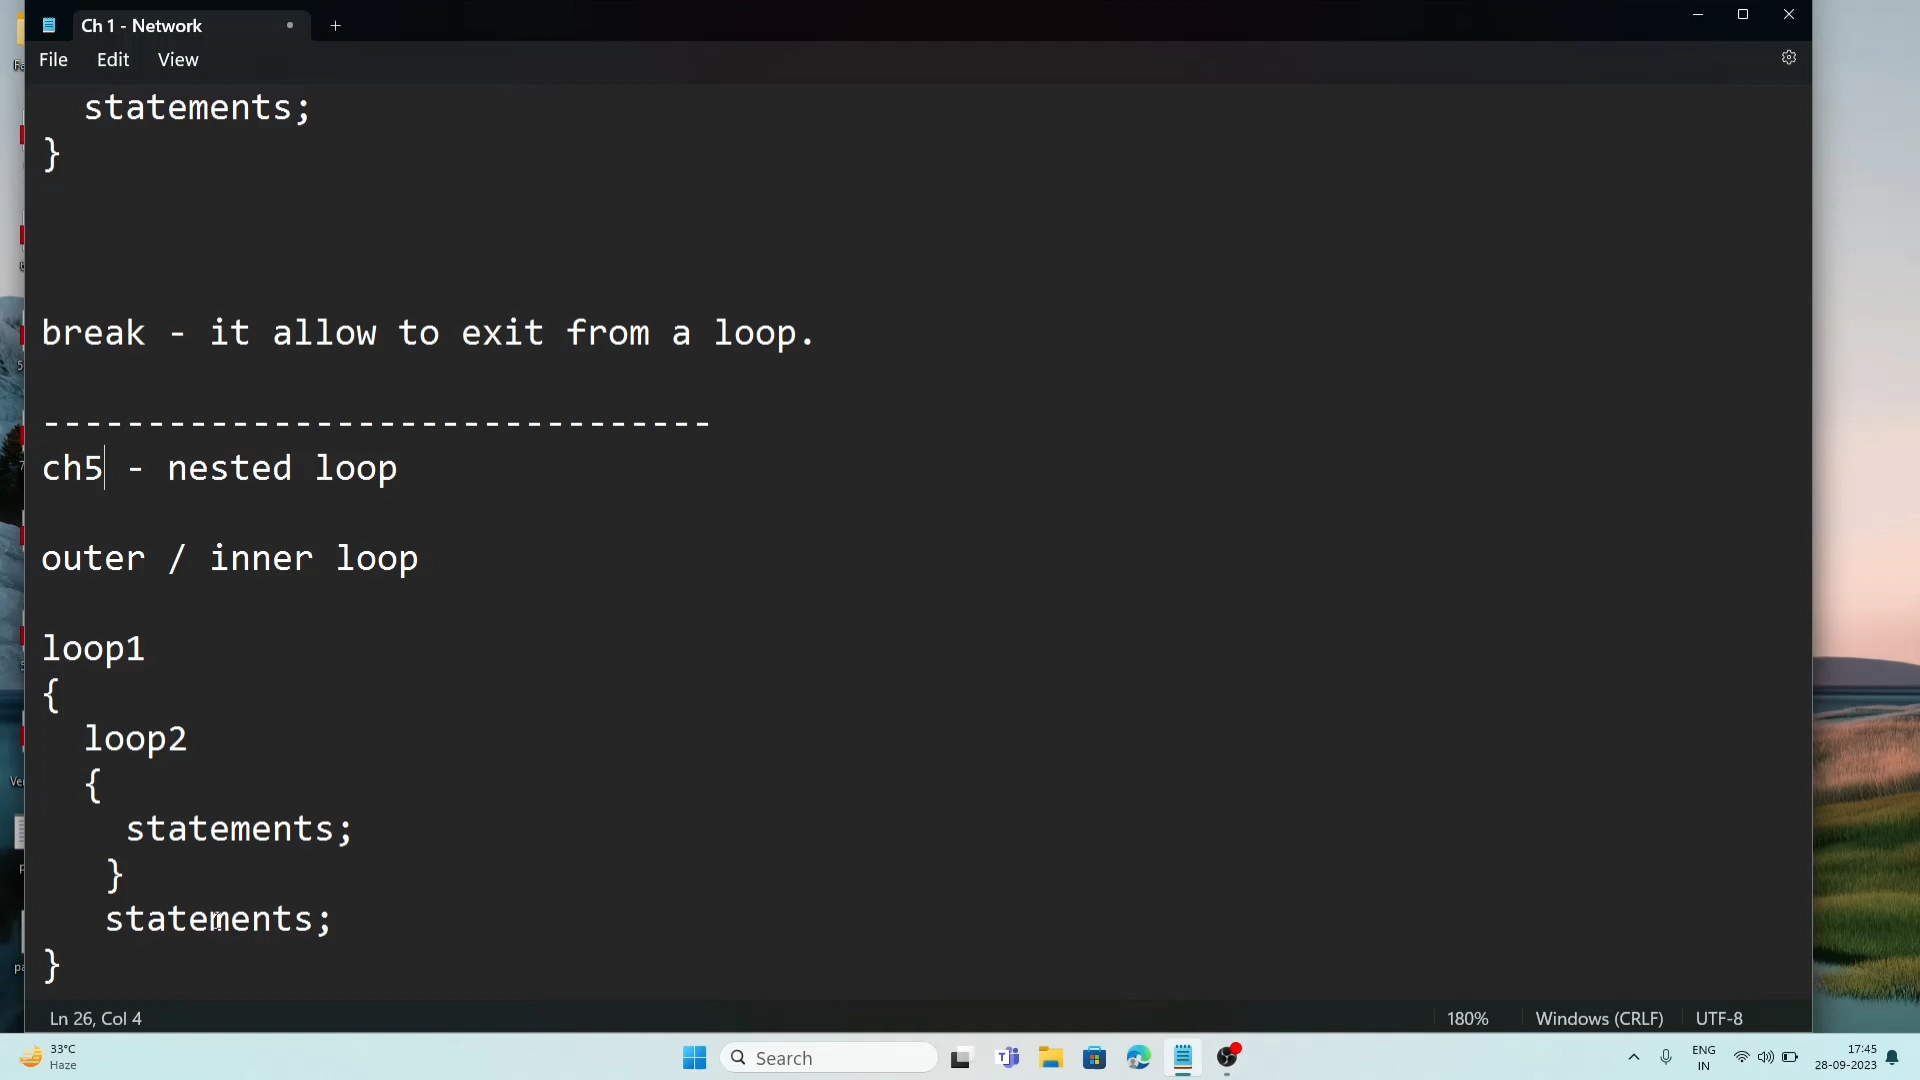 Ch 1 - Network
File Edit View
statements;
}
break - it allow to exit from a loop.
--------------------------------
ch5 - nested loop
outer / inner loop
loop1
{
loop2
{
statements;
}
statements;
}
Ln 26, Col 4
180%
Windows (CRLF)
UTF-8
33°C
Haze
Search
ENG
IN
17:45
28-09-2023